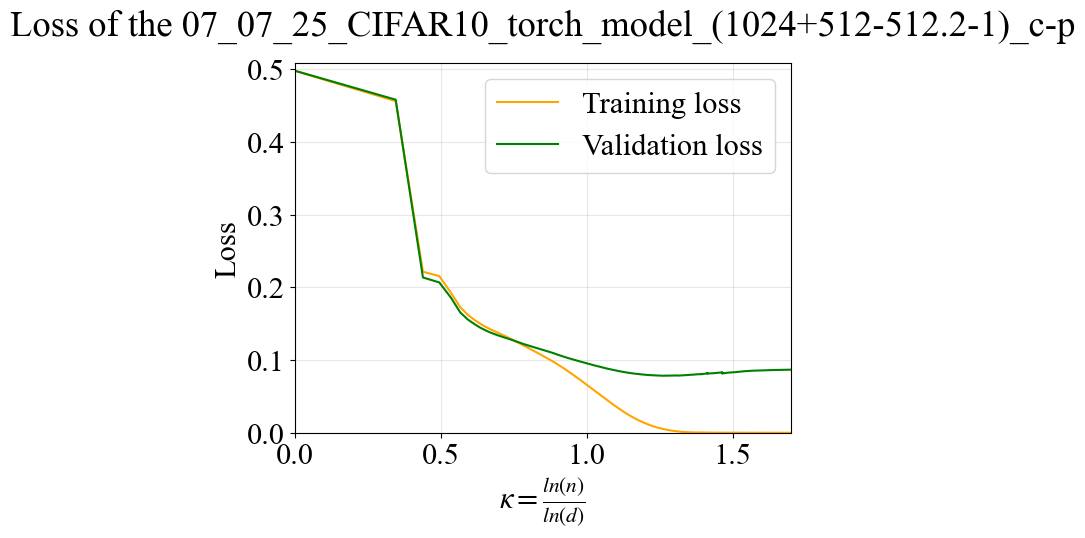 Loss of the 07_07_25_CIFAR10_torch_model_(1024+512-512.2-1)_c-p
Training loss
Validation loss
Loss
0.5
0.4
0.3
0.2
0.1
0.0
0.0 0.5 1.0 1.5
κ = ln(n) / ln(d)